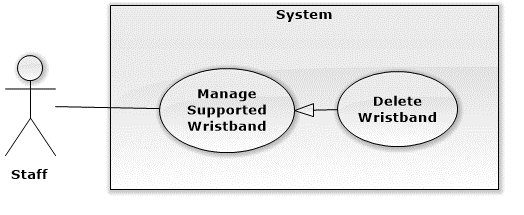 System
Manage
Supported
Wristband
Delete
Wristband
Staff